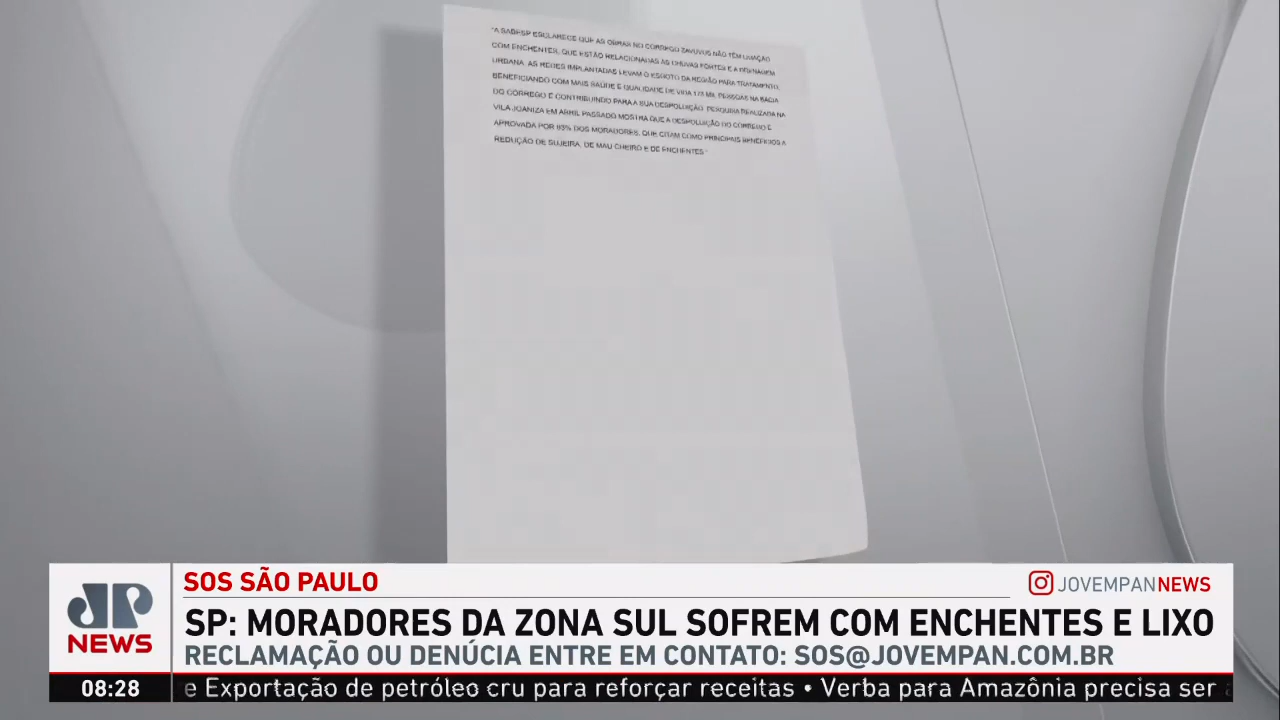 "A SABESP ESCLARECE QUE AS OBRAS NO CÓRREGO ZAVUVUS NÃO TÊM LIGAÇÃO
COM ENCHENTES, QUE ESTÃO RELACIONADAS ÀS CHUVAS FORTES E À DRENAGEM
URBANA. AS REDES IMPLANTADAS LEVAM O ESGOTO DA REGIÃO PARA TRATAMENTO,
BENEFICIANDO COM MAIS SAÚDE E QUALIDADE DE VIDA 175 MIL PESSOAS NA BACIA
DO CÓRREGO E CONTRIBUINDO PARA A SUA DESPOLUIÇÃO. PESQUISA REALIZADA NA
VILA JOANIZA EM ABRIL PASSADO MOSTRA QUE A DESPOLUIÇÃO DO CÓRREGO É
APROVADA POR 93% DOS MORADORES, QUE CITAM COMO PRINCIPAIS BENEFÍCIOS A
REDUÇÃO DE SUJEIRA, DE MAU CHEIRO E DE ENCHENTES."
SOS SÃO PAULO
JOVEMPANNEWS
JP
NEWS
SP: MORADORES DA ZONA SUL SOFREM COM ENCHENTES E LIXO
RECLAMAÇÃO OU DENÚCIA ENTRE EM CONTATO: SOS@JOVEMPAN.COM.BR
08:28
e Exportação de petróleo cru para reforçar receitas • Verba para Amazônia precisa ser